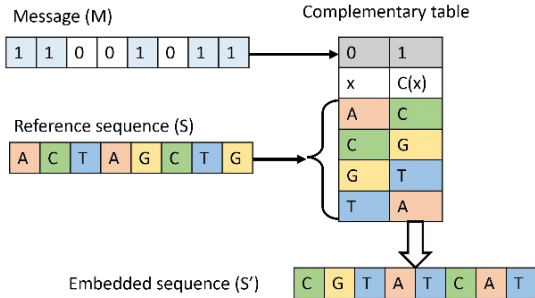 Message (M)
1 1 0 0 1 0 1 1
Complementary table
0 1
x C(x)
A C
C G
G T
T A
Reference sequence (S)
A C T A G C T G
Embedded sequence (S')
C G T A T C A T